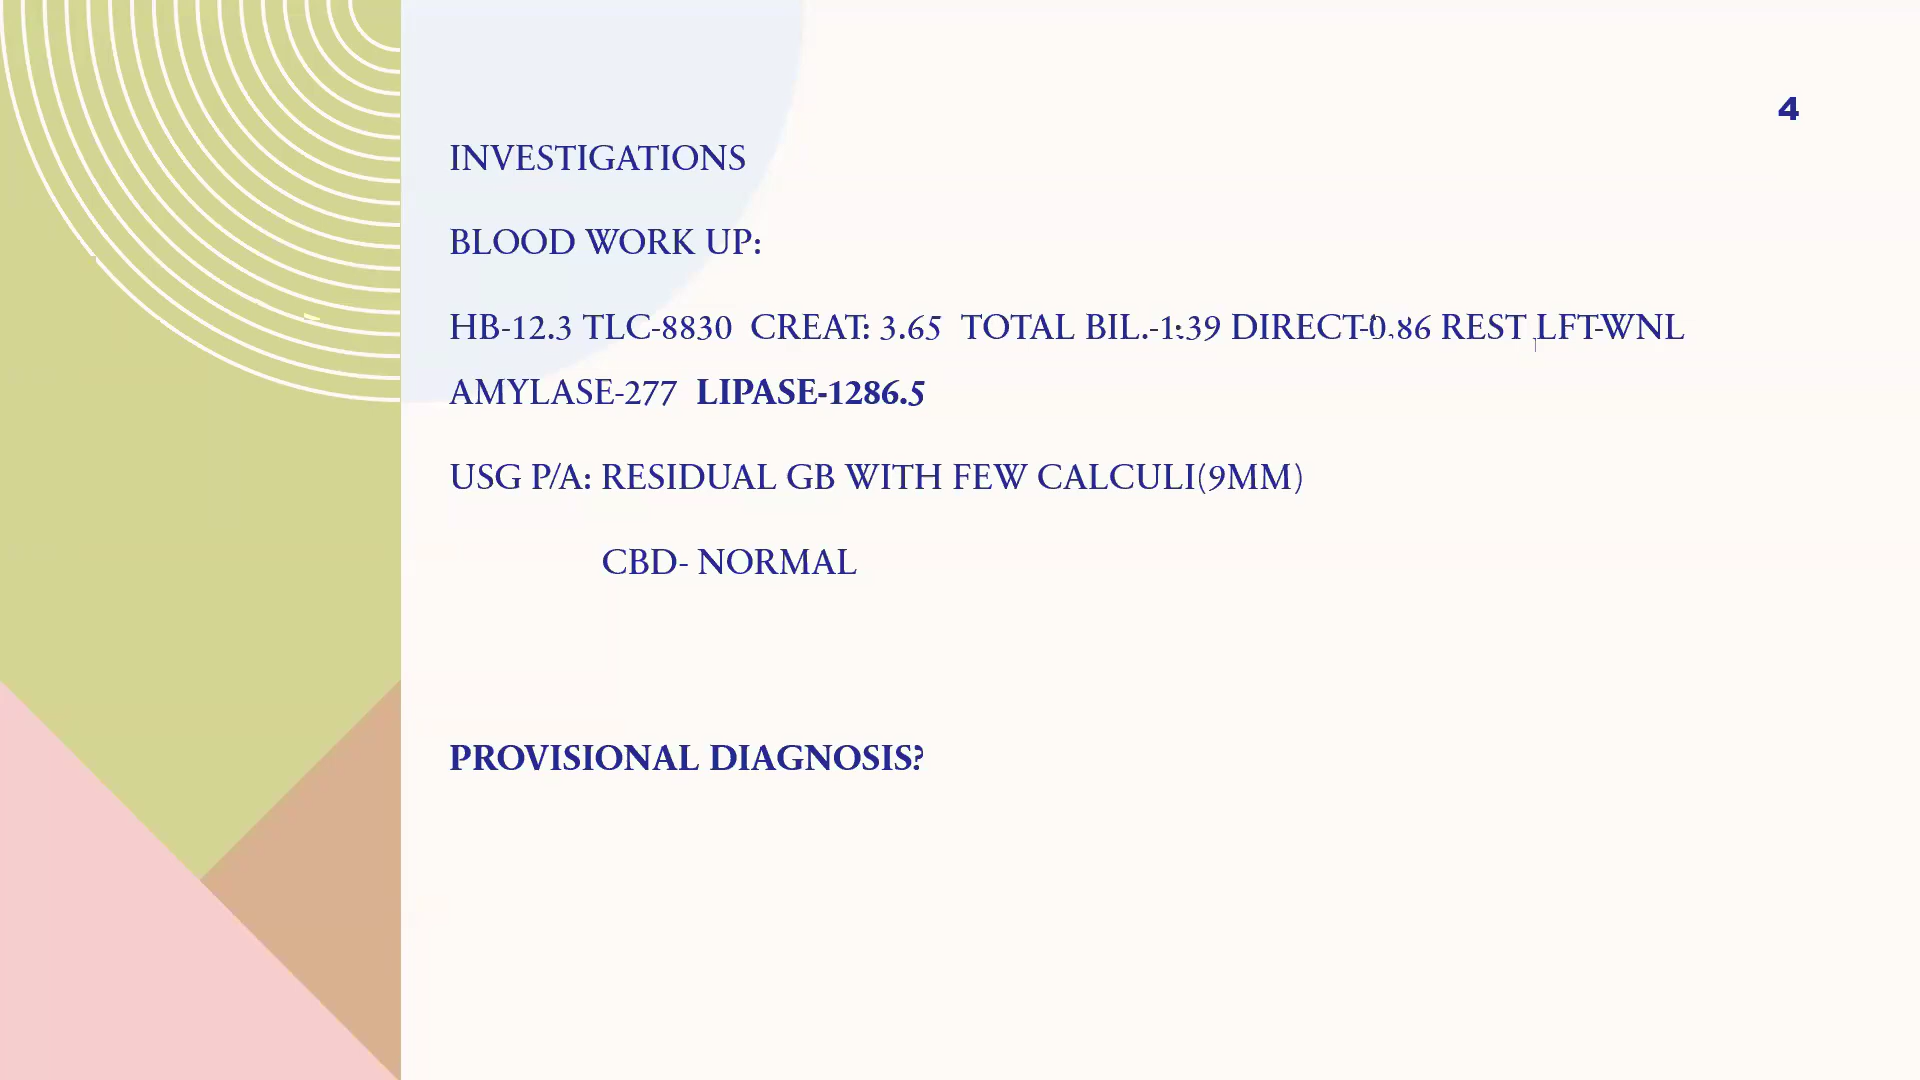 4
INVESTIGATIONS
BLOOD WORK UP:
HB-12.3 TLC-8830 CREAT: 3.65 TOTAL BIL.-1.39 DIRECT-0.86 REST LFT-WNL
AMYLASE-277 LIPASE-1286.5
USG P/A: RESIDUAL GB WITH FEW CALCULI(9MM)
CBD- NORMAL
PROVISIONAL DIAGNOSIS?